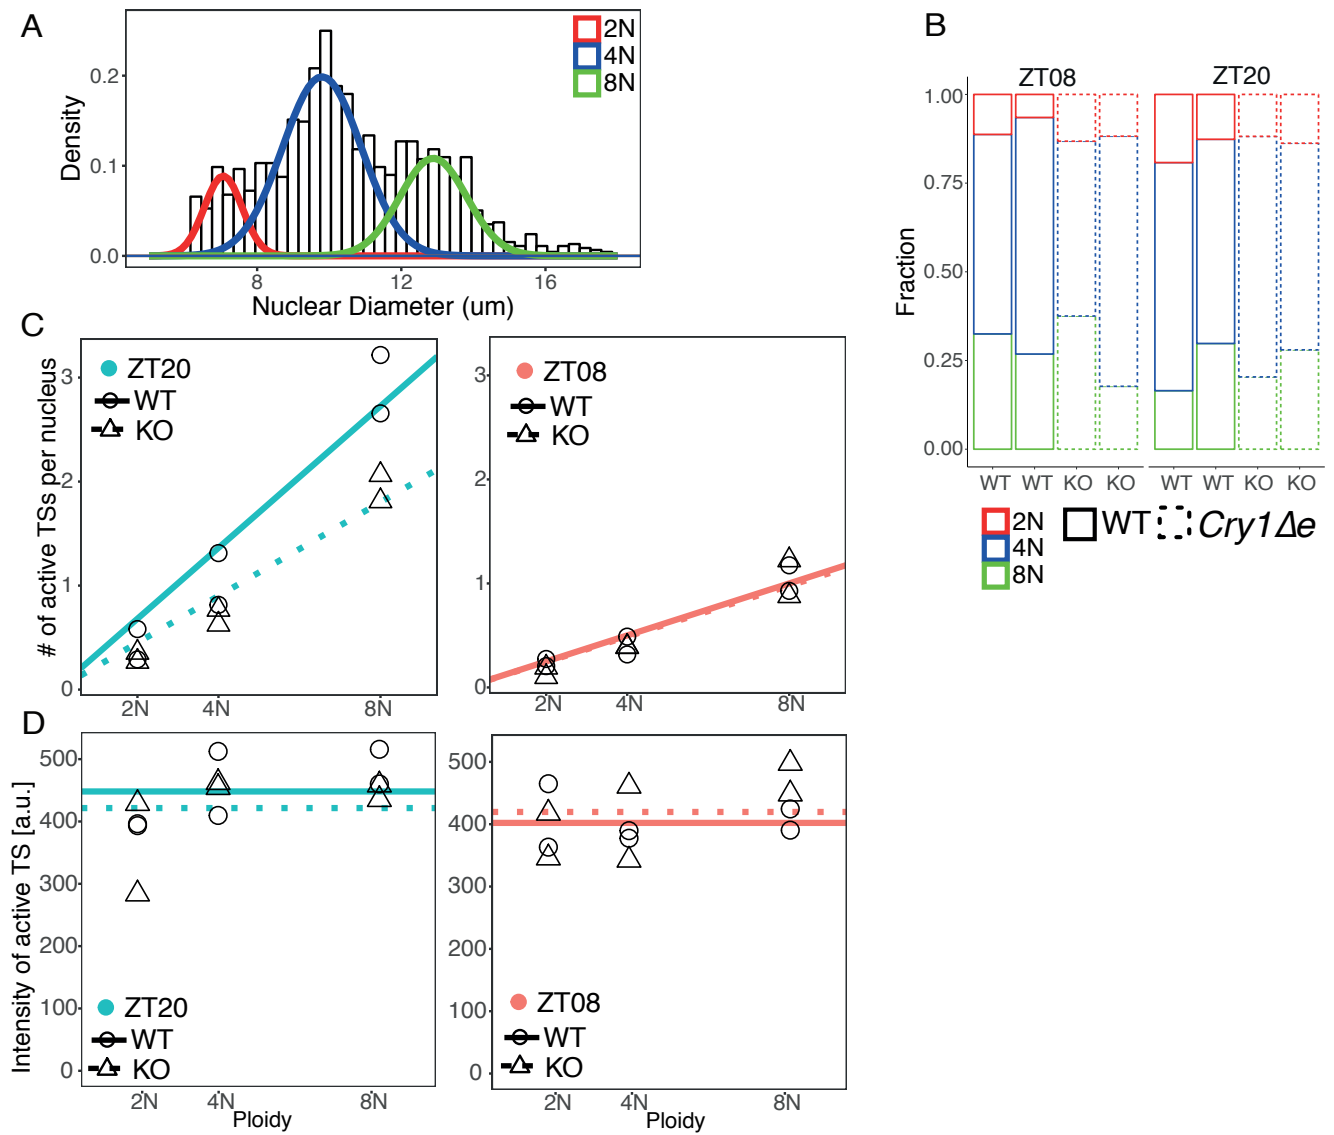 A
2N
4N
8N
0.2
0.1
0.0
Density
8 12 16
Nuclear Diameter (um)
B
ZT08 ZT20
1.00
0.75
0.50
0.25
0.00
Fraction
WT WT KO KO WT WT KO KO
2N
4N
8N
WT Cry1Δe
C
ZT20
WT
KO
3
2
1
0
# of active TSs per nucleus
2N 4N 8N
ZT08
WT
KO
3
2
1
0
2N 4N 8N
D
500
400
300
200
100
0
Intensity of active TS [a.u.]
ZT20
WT
KO
2N 4N 8N
Ploidy
500
400
300
200
100
0
ZT08
WT
KO
2N 4N 8N
Ploidy